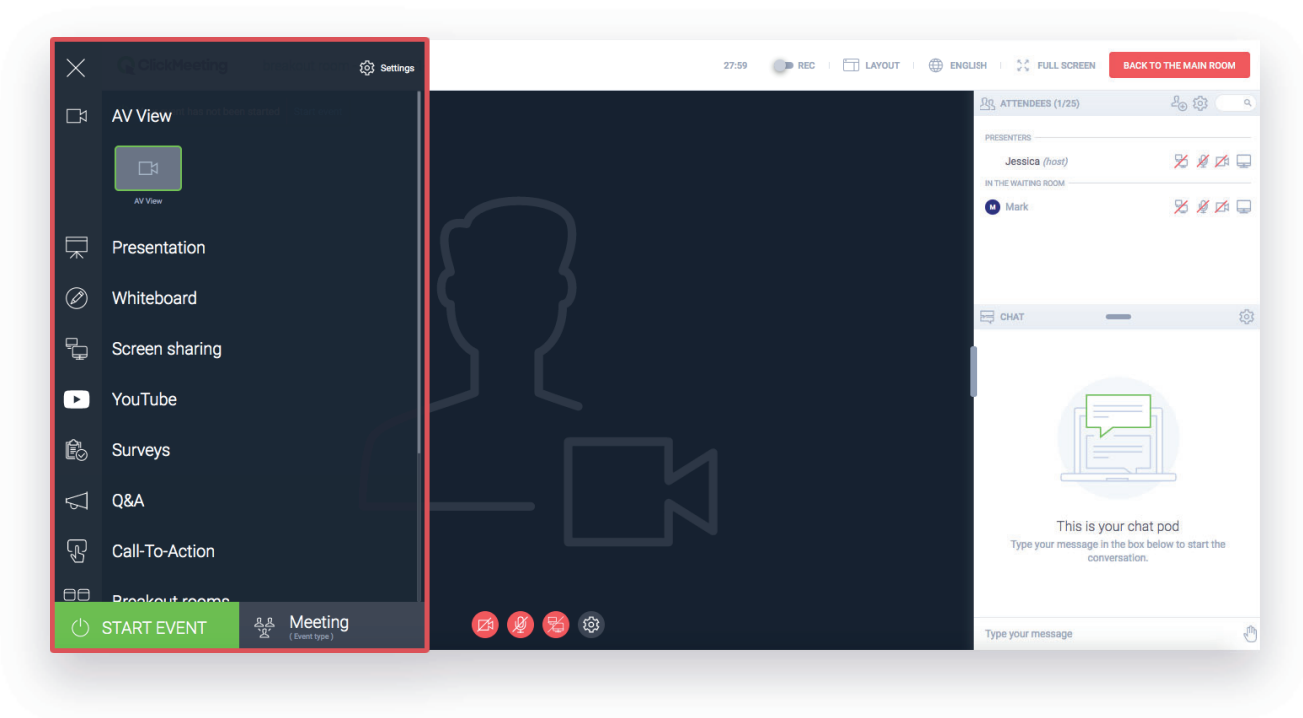 ClickMeeting
Settings
27:59
REC
LAYOUT
ENGLISH
FULL SCREEN
BACK TO THE MAIN ROOM
AV View
AV View
Presentation
Whiteboard
Screen sharing
YouTube
Surveys
Q&A
Call-To-Action
Breakout rooms
START EVENT
Meeting
( Event type )
ATTENDEES (1/25)
PRESENTERS
Jessica (host)
IN THE WAITING ROOM
M Mark
CHAT
This is your chat pod
Type your message in the box below to start the
conversation.
Type your message